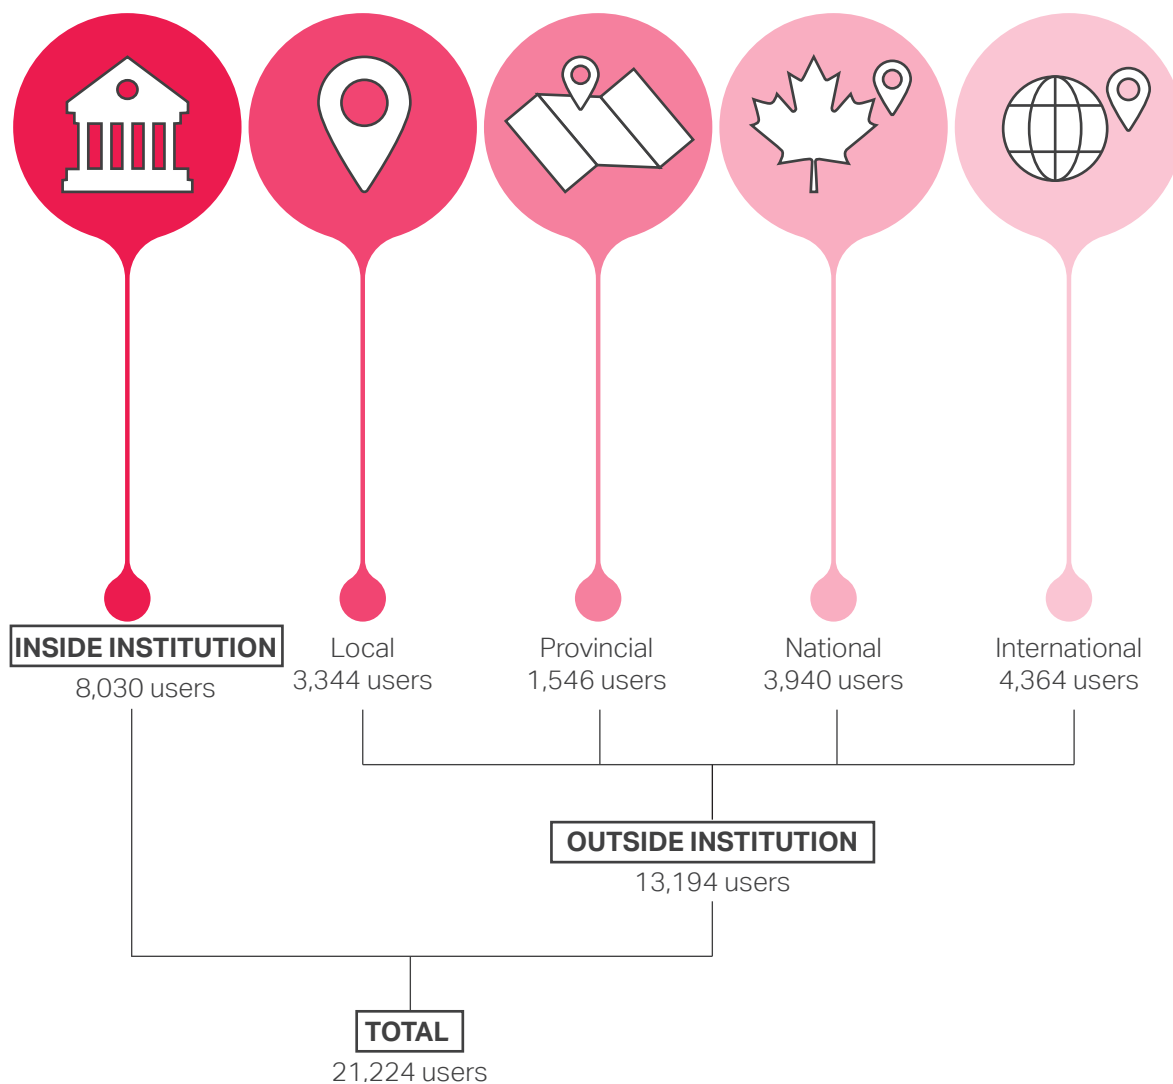 INSIDE INSTITUTION
8,030 users
Local
3,344 users
Provincial
1,546 users
National
3,940 users
International
4,364 users
OUTSIDE INSTITUTION
13,194 users
TOTAL
21,224 users